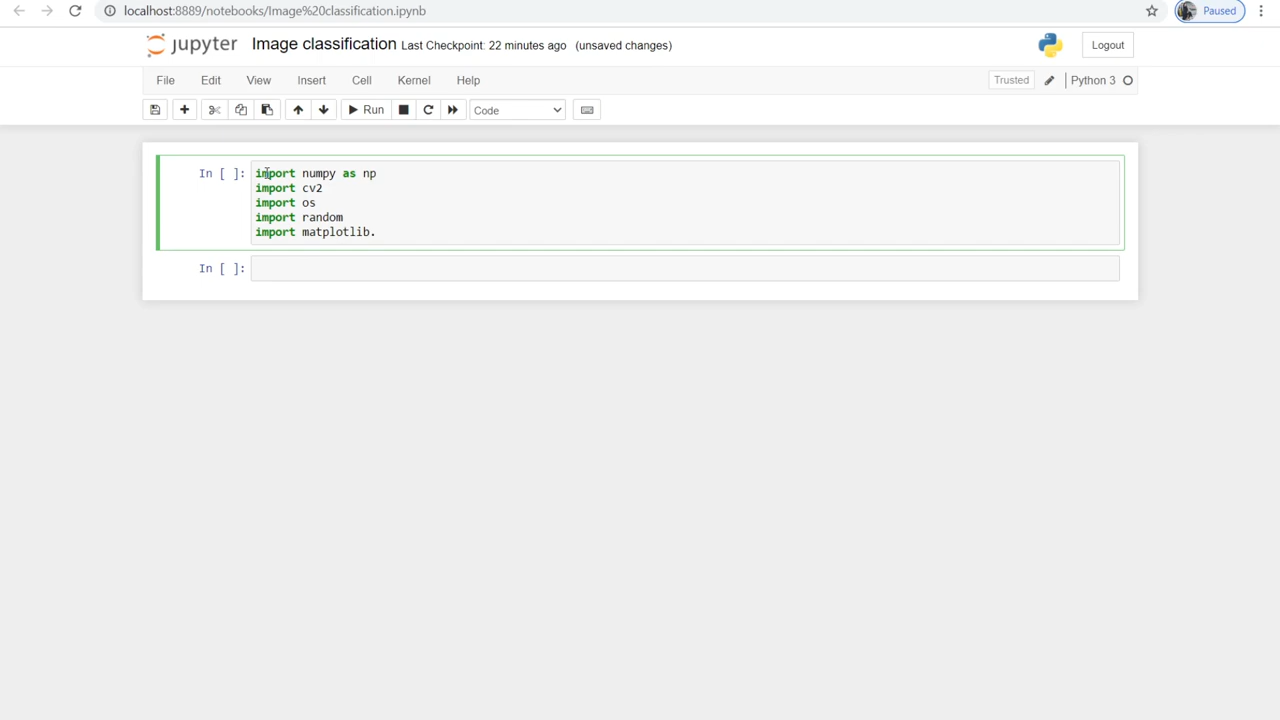 localhost:8889/notebooks/Image%20classification.ipynb
Paused
jupyter Image classification Last Checkpoint: 22 minutes ago (unsaved changes)
Logout
File Edit View Insert Cell Kernel Help
Trusted Python 3
Run Code
In [ ]: import numpy as np
import cv2
import os
import random
import matplotlib.
In [ ]: